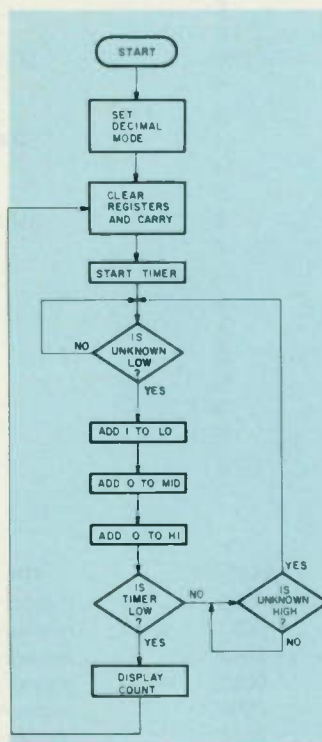 START
SET
DECIMAL
MODE
CLEAR
REGISTERS
AND CARRY
START TIMER
IS
UNKNOWN
LOW
?
NO
YES
ADD 1 TO LO
ADD 0 TO MID
ADD 0 TO HI
IS
TIMER
LOW
?
NO
YES
IS
UNKNOWN
HIGH
?
YES
NO
DISPLAY
COUNT